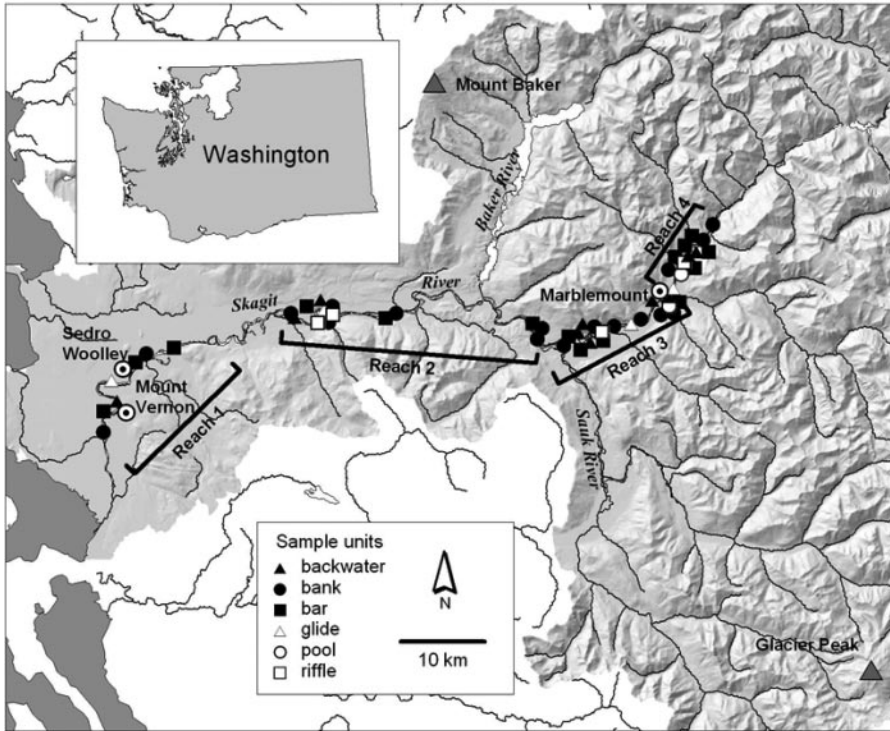 Washington
Mount Baker
Baker River
Reach 4
Skagit
River
Marblemount
Sedro
Woolley
Mount
Vernon
Reach 1
Reach 2
Reach 3
Sauk River
Sample units
backwater
bank
bar
glide
pool
riffle
N
10 km
Glacier Peak